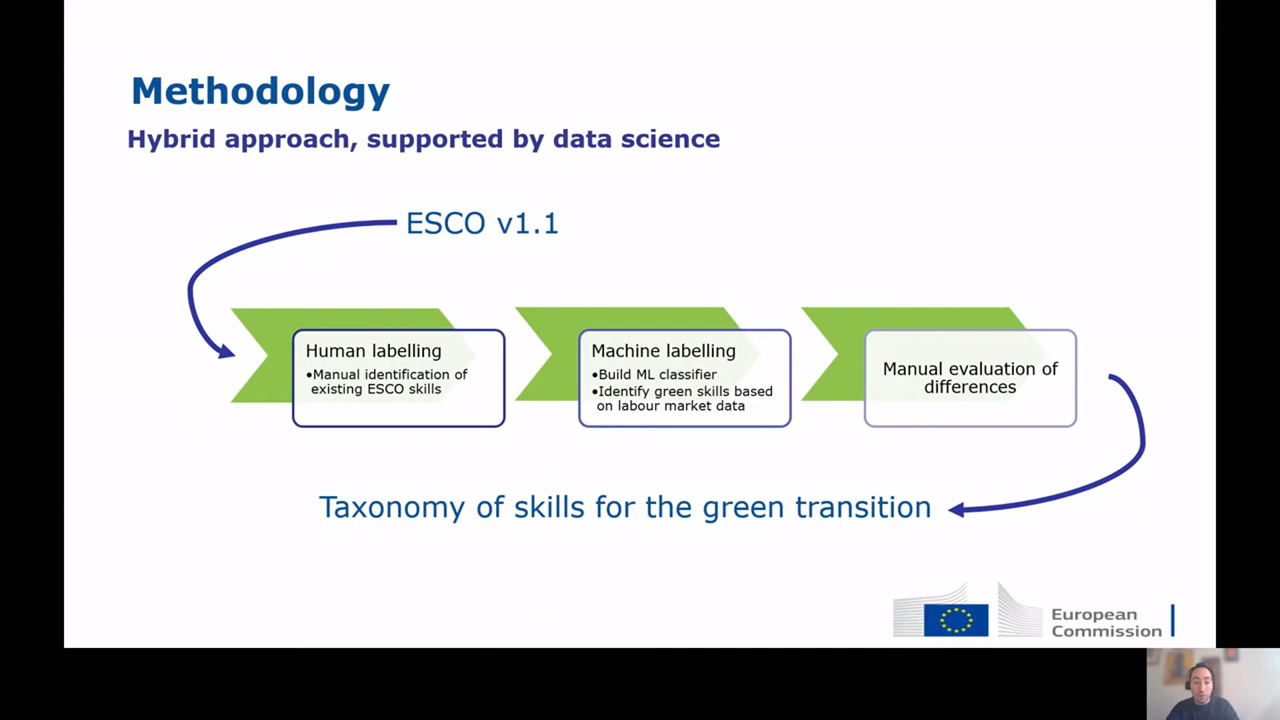 Methodology
Hybrid approach, supported by data science
ESCO v1.1
Human labelling
•Manual identification of
existing ESCO skills
Machine labelling
•Build ML classifier
•Identify green skills based
on labour market data
Manual evaluation of
differences
Taxonomy of skills for the green transition
European
Commission